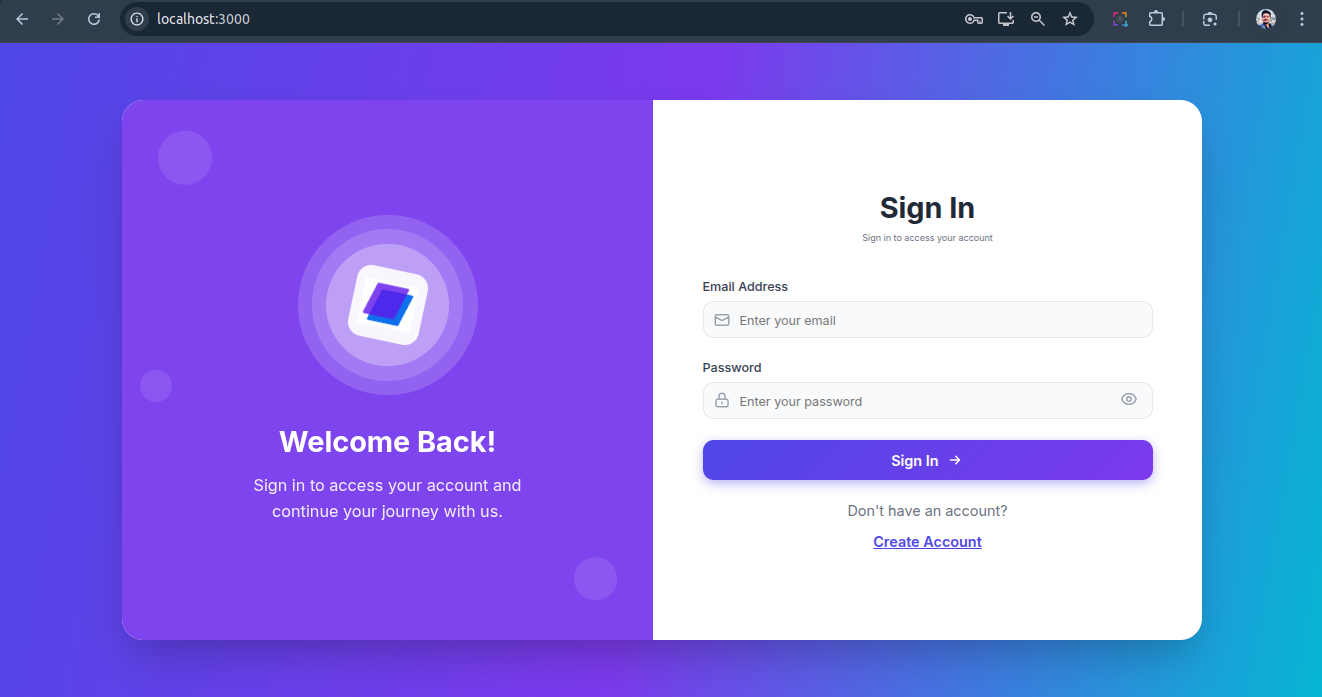 localhost:3000
Welcome Back!
Sign in to access your account and
continue your journey with us.
Sign In
Sign in to access your account
Email Address
Enter your email
Password
Enter your password
Sign In
Don't have an account?
Create Account